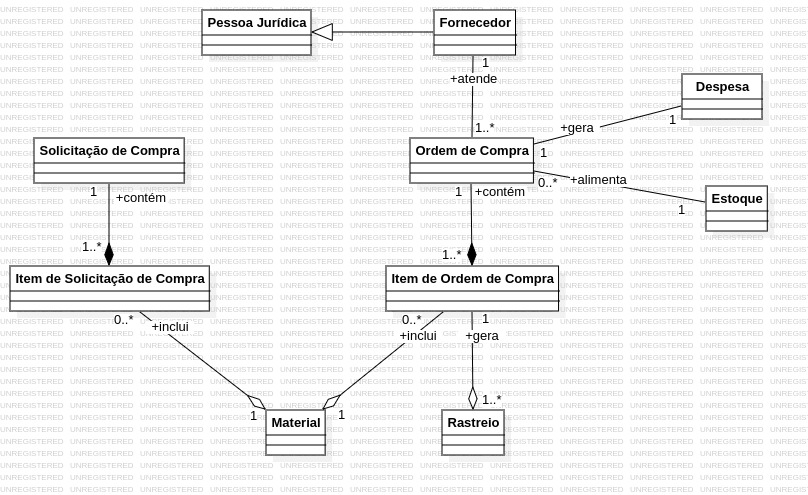 Pessoa Jurídica
Fornecedor
1
+atende
Despesa
1..*
+gera
1
Solicitação de Compra
Ordem de Compra
1
1
+contém
1
+contém
0..*
+alimenta
Estoque
1
1..*
1..*
Item de Solicitação de Compra
Item de Ordem de Compra
0..*
+inclui
0..*
+inclui
1
+gera
1
1
1..*
Material
Rastreio
UNREGISTERED